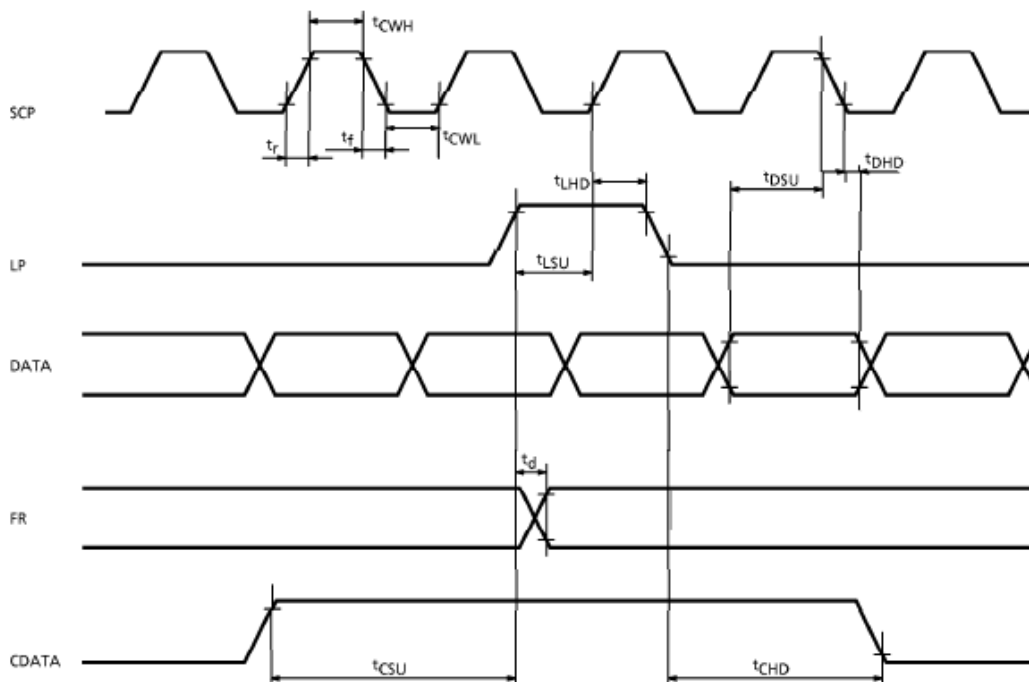 tCWH
SCP
tr
tf
tCWL
tDHD
tLHD
tDSU
LP
tLSU
DATA
td
FR
CDATA
tCSU
tCHD